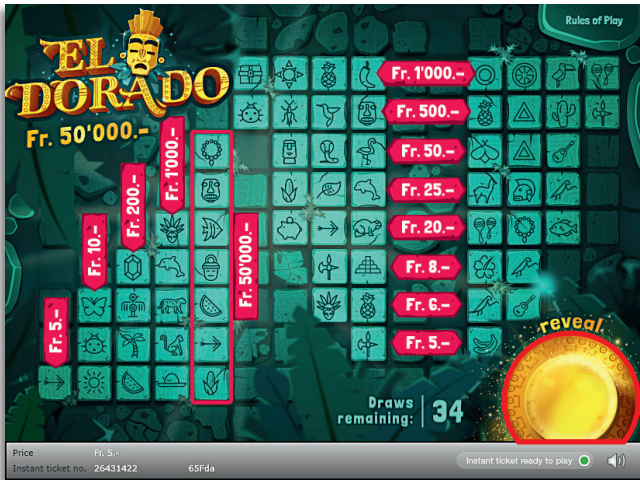 Rules of Play
EL
DORADO
Fr. 50'000.-
Fr. 1'000.-
Fr. 500.-
Fr. 50.-
Fr. 25.-
Fr. 20.-
Fr. 8.-
Fr. 6.-
Fr. 5.-
Fr. 5.-
Fr. 10.-
Fr. 200.-
Fr. 1'000.-
Fr. 50'000.-
reveal
Draws
remaining: 34
Price Fr. 5.-
Instant ticket no. 26431422 65Fda
Instant ticket ready to play